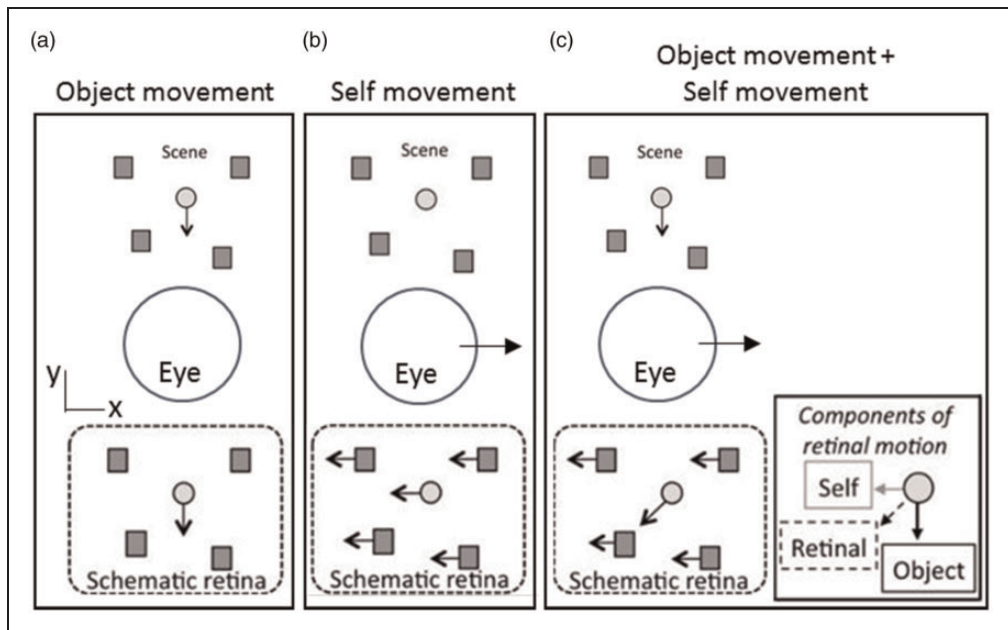 (a)
Object movement
Scene
Eye
y
x
Schematic retina
(b)
Self movement
Scene
Eye
Schematic retina
(c)
Object movement +
Self movement
Scene
Eye
Schematic retina
Components of
retinal motion
Self
Retinal
Object